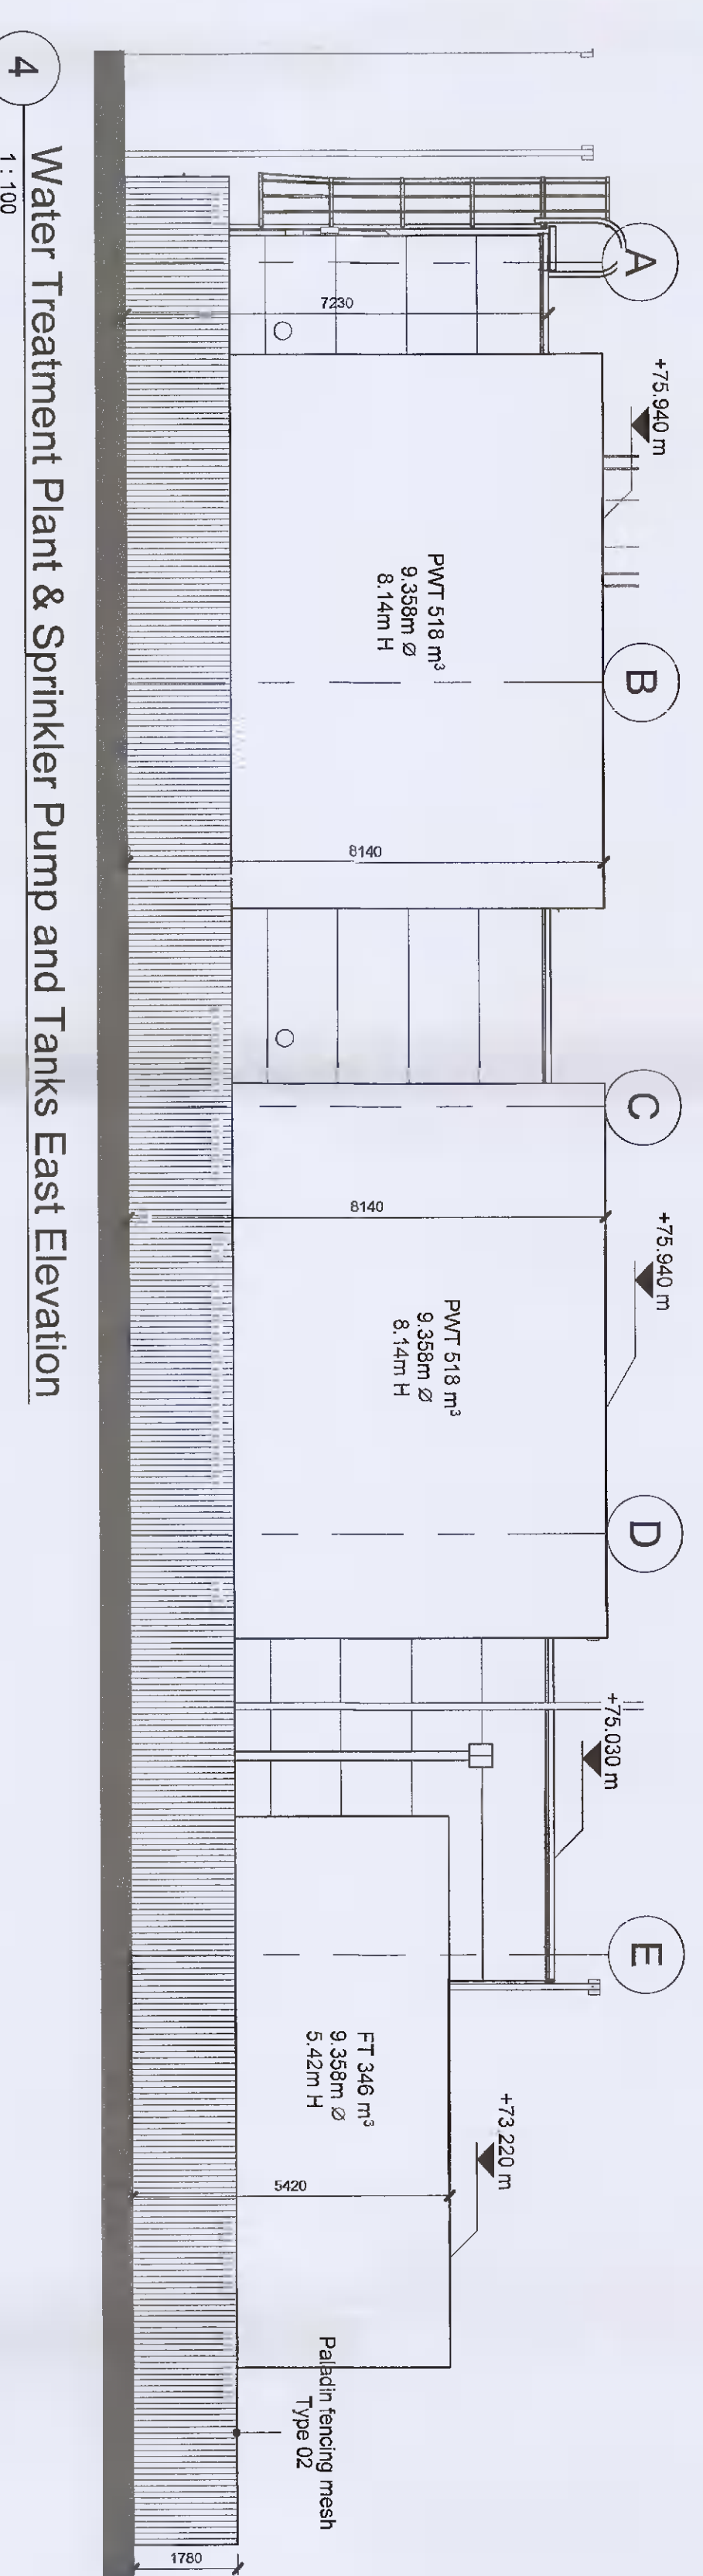 A
B
C
D
E
+75.940 m
+75.940 m
+75.030 m
+73.220 m
7230
PWT 518 m³
9.358m Ø
8.14m H
8140
8140
PWT 518 m³
9.358m Ø
8.14m H
FT 346 m³
9.358m Ø
5.42m H
5420
Paladin fencing mesh
Type 02
1780
4
Water Treatment Plant & Sprinkler Pump and Tanks East Elevation
1 : 100